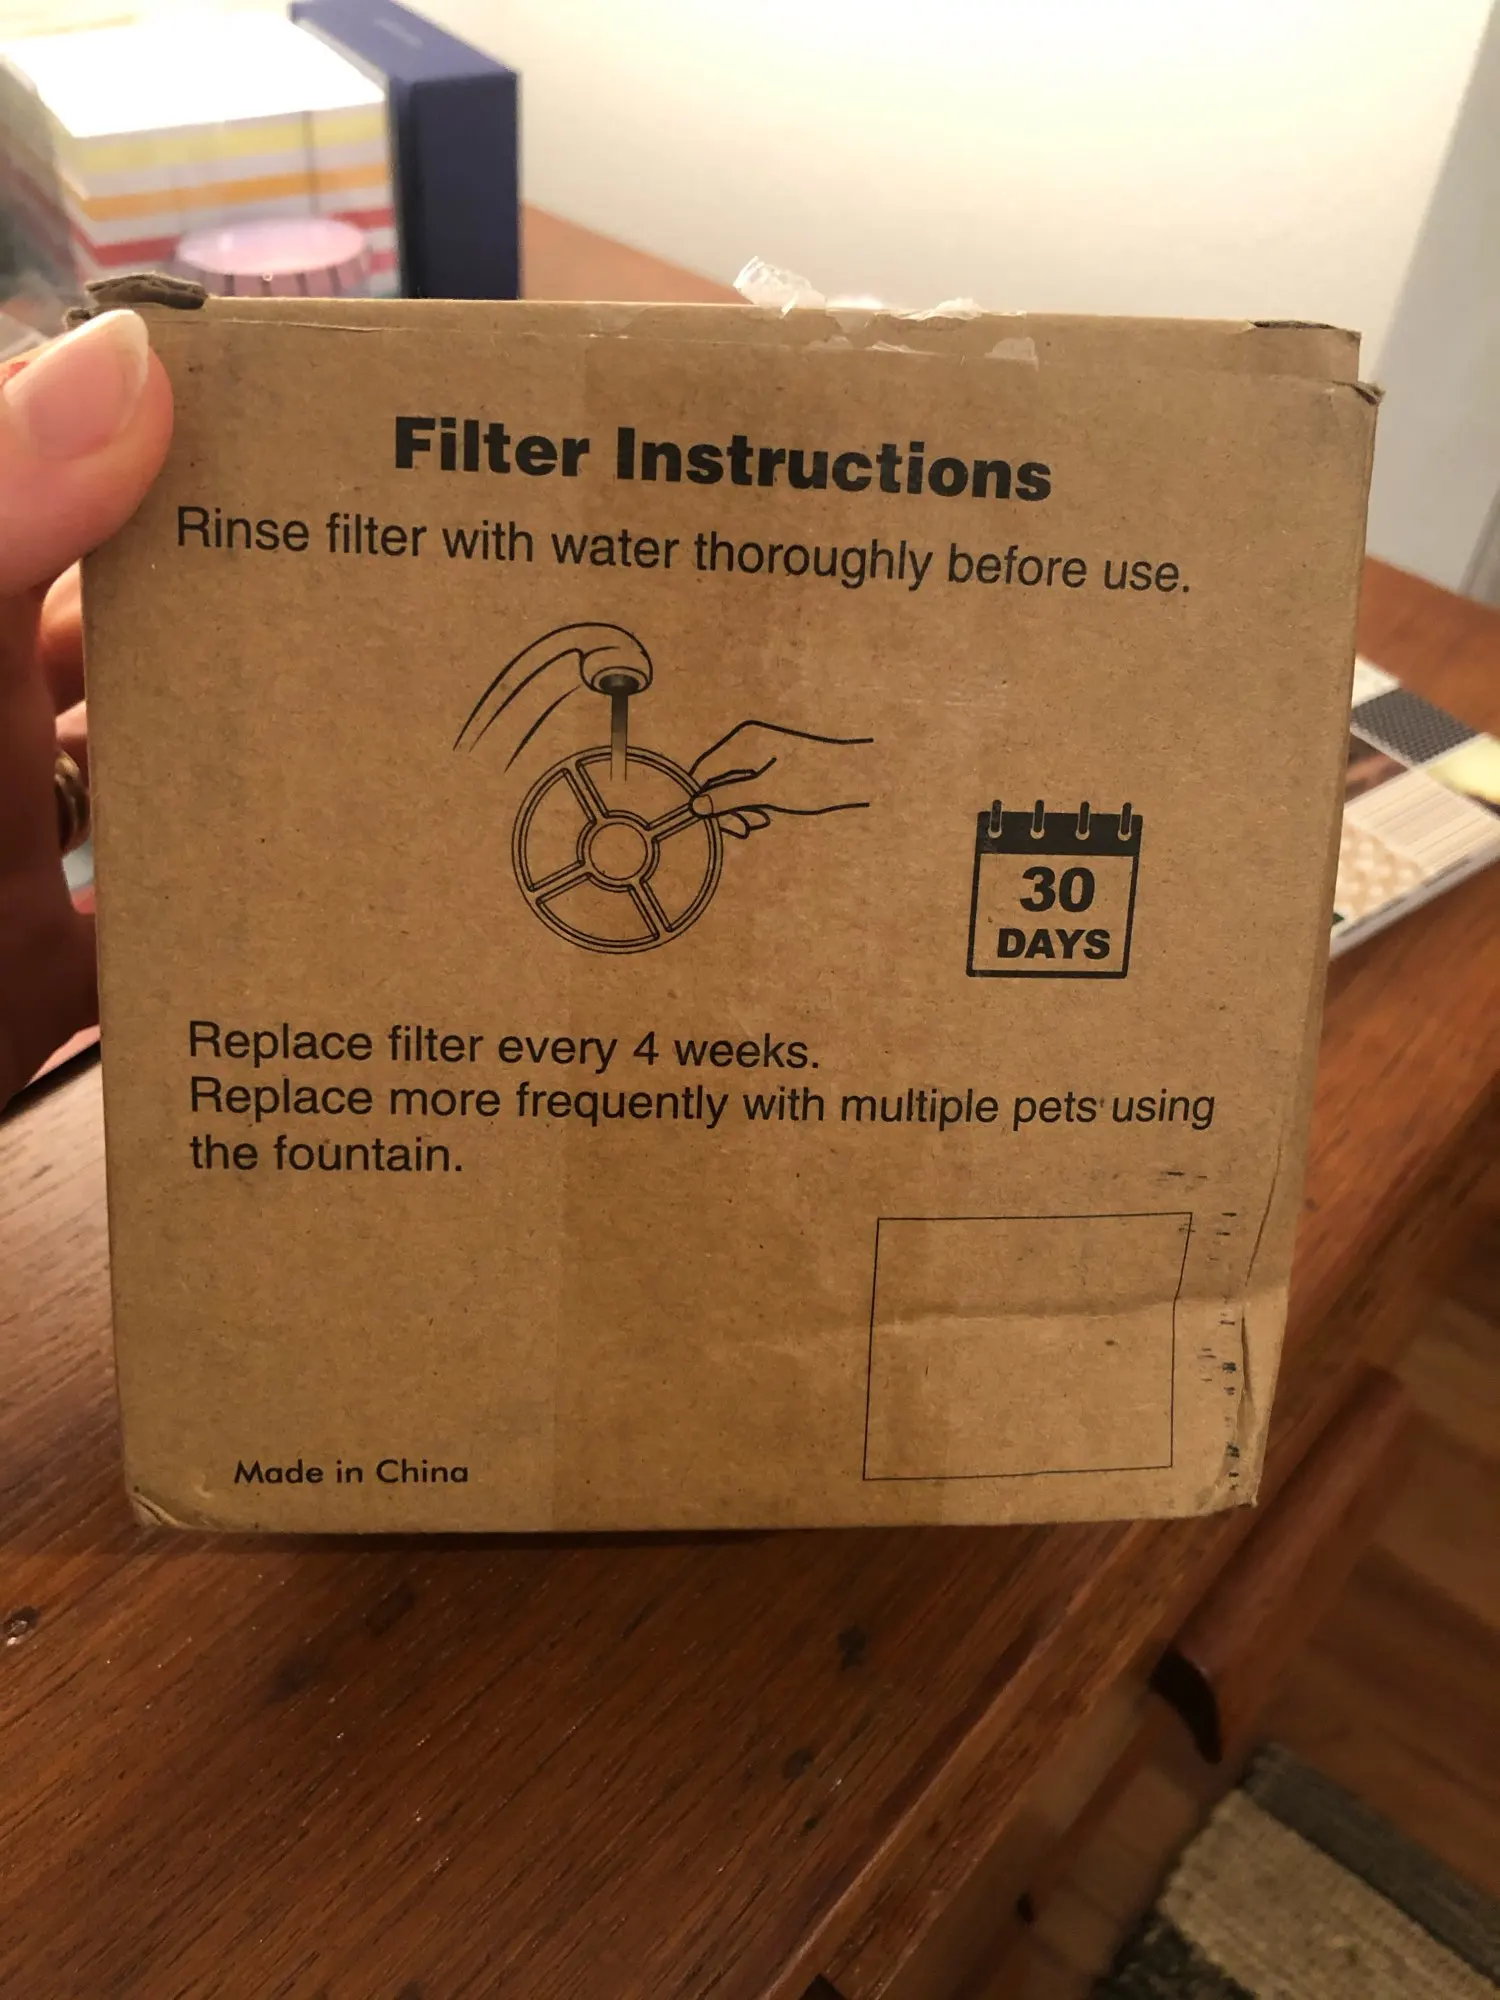 Filter Instructions
Rinse filter with water thoroughly before use.
30
DAYS
Replace filter every 4 weeks.
Replace more frequently with multiple pets using
the fountain.
Made in China